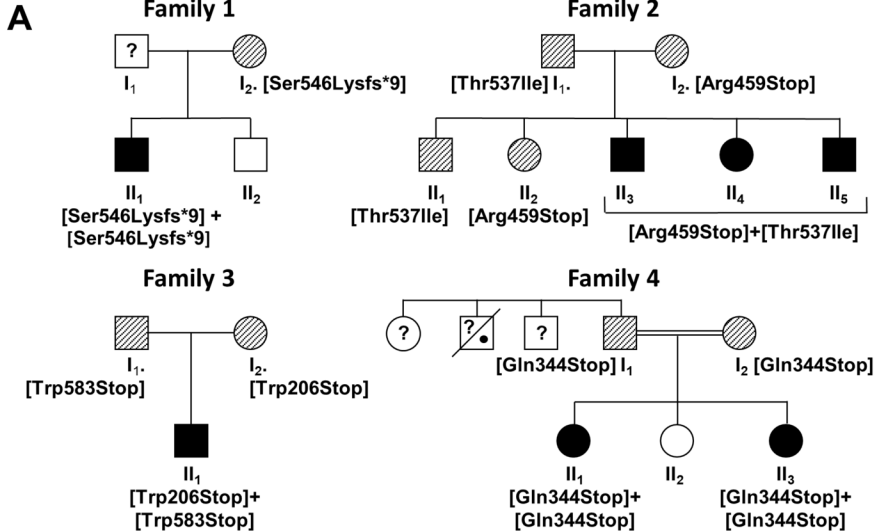 A
Family 1
Family 2
?
I1
I2. [Ser546Lysfs*9]
[Thr537Ile] I1.
I2. [Arg459Stop]
II1
II2
[Ser546Lysfs*9] +
[Ser546Lysfs*9]
II1
II2
II3
II4
II5
[Thr537Ile]
[Arg459Stop]
[Arg459Stop]+[Thr537Ile]
Family 3
Family 4
?
?
?
I1.
[Trp583Stop]
I2.
[Trp206Stop]
[Gln344Stop] I1
I2 [Gln344Stop]
II1
[Trp206Stop]+
[Trp583Stop]
II1
II2
II3
[Gln344Stop]+
[Gln344Stop]
[Gln344Stop]+
[Gln344Stop]